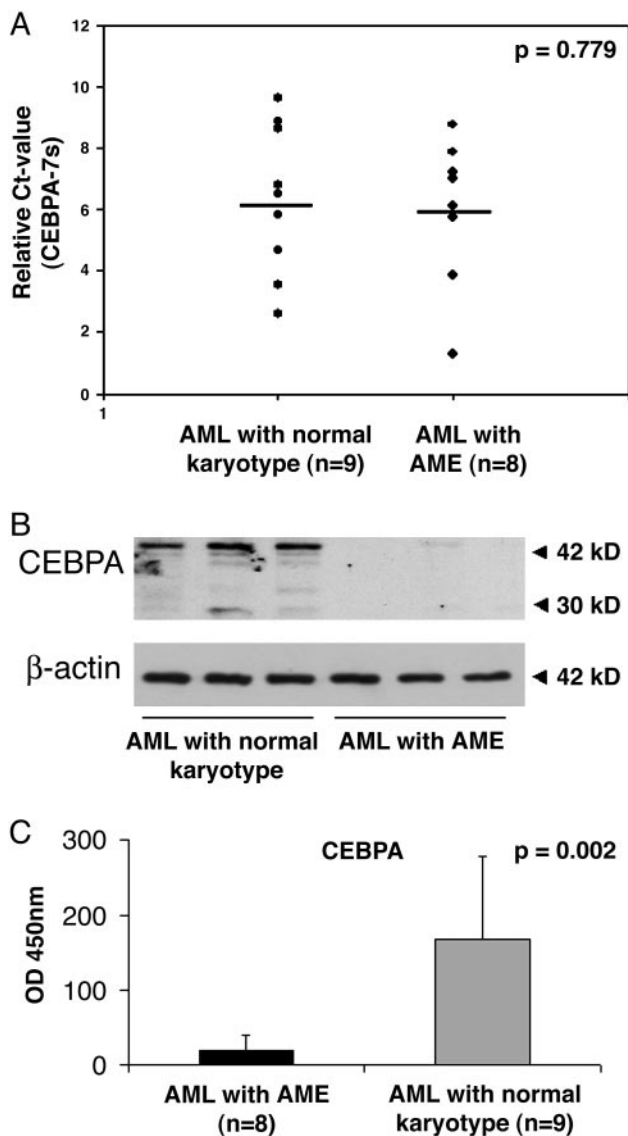 A
12
10
8
6
4
2
0
1
Relative Ct-value
(CEBPA-7s)
p = 0.779
AML with normal
karyotype (n=9)
AML with
AME (n=8)
B
CEBPA
42 kD
30 kD
β-actin
42 kD
AML with normal
karyotype
AML with AME
C
300
200
100
0
OD 450nm
CEBPA
p = 0.002
AML with AME
(n=8)
AML with normal
karyotype (n=9)